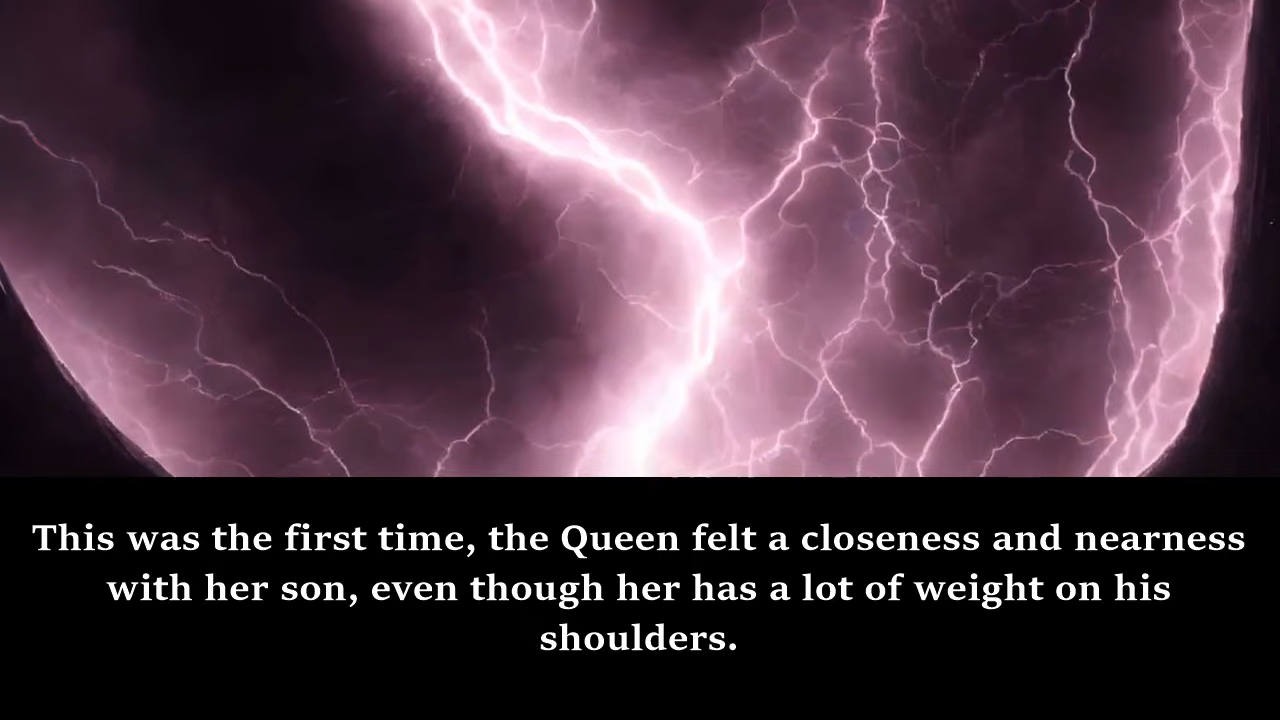 This was the first time, the Queen felt a closeness and nearness
with her son, even though her has a lot of weight on his
shoulders.